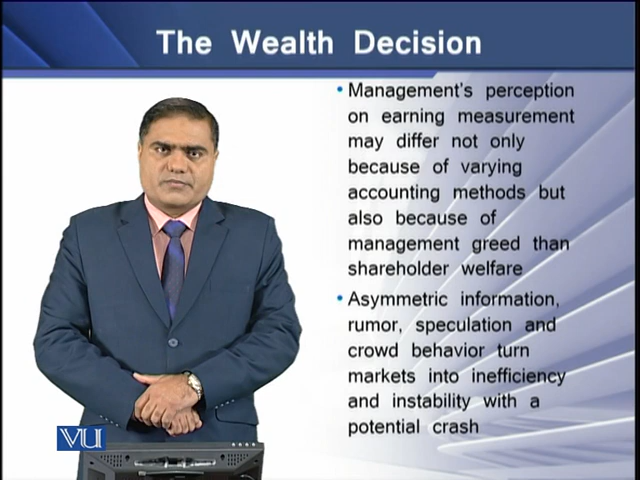 The Wealth Decision
• Management's perception
on earning measurement
may differ not only
because of varying
accounting methods but
also because of
management greed than
shareholder welfare
• Asymmetric information,
rumor, speculation and
crowd behavior turn
markets into inefficiency
and instability with a
potential crash
VU